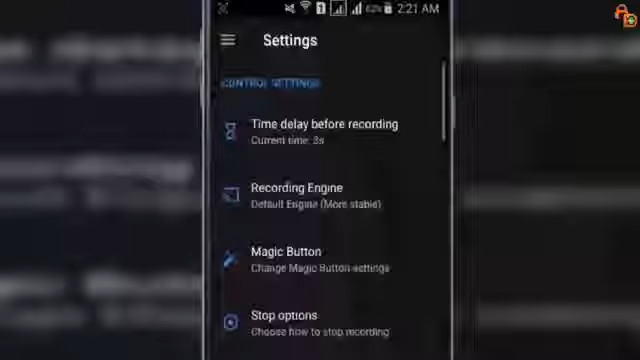 2:21 AM
Settings
CONTROL SETTINGS
Time delay before recording
Current time: 3s
Recording Engine
Default Engine (More stable)
Magic Button
Change Magic Button settings
Stop options
Choose how to stop recording